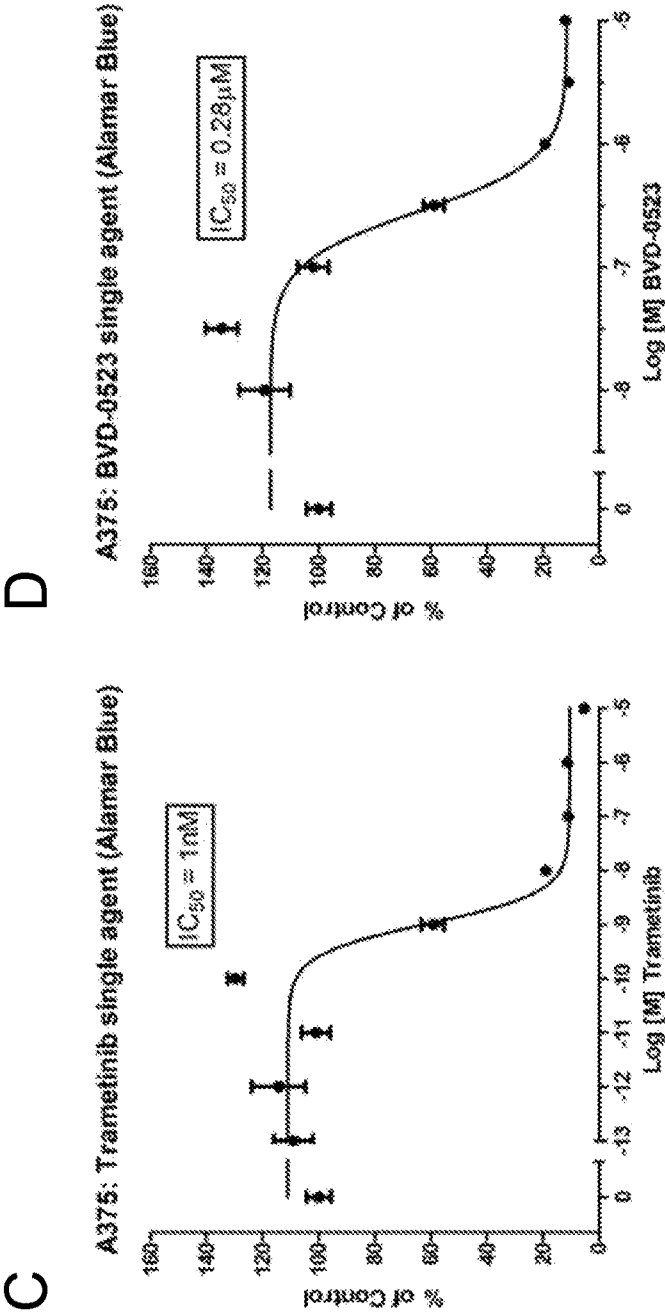 C
A375: Trametinib single agent (Alamar Blue)
IC50 = 1nM
% of Control
160
140
120
100
80
60
40
20
0
0 -13 -12 -11 -10 -9 -8 -7 -6 -5
Log [M] Trametinib
D
A375: BVD-0523 single agent (Alamar Blue)
IC50 = 0.28µM
% of Control
160
140
120
100
80
60
40
20
0
0 -8 -7 -6 -5
Log [M] BVD-0523